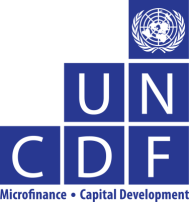 UN
CDF
Microfinance • Capital Development